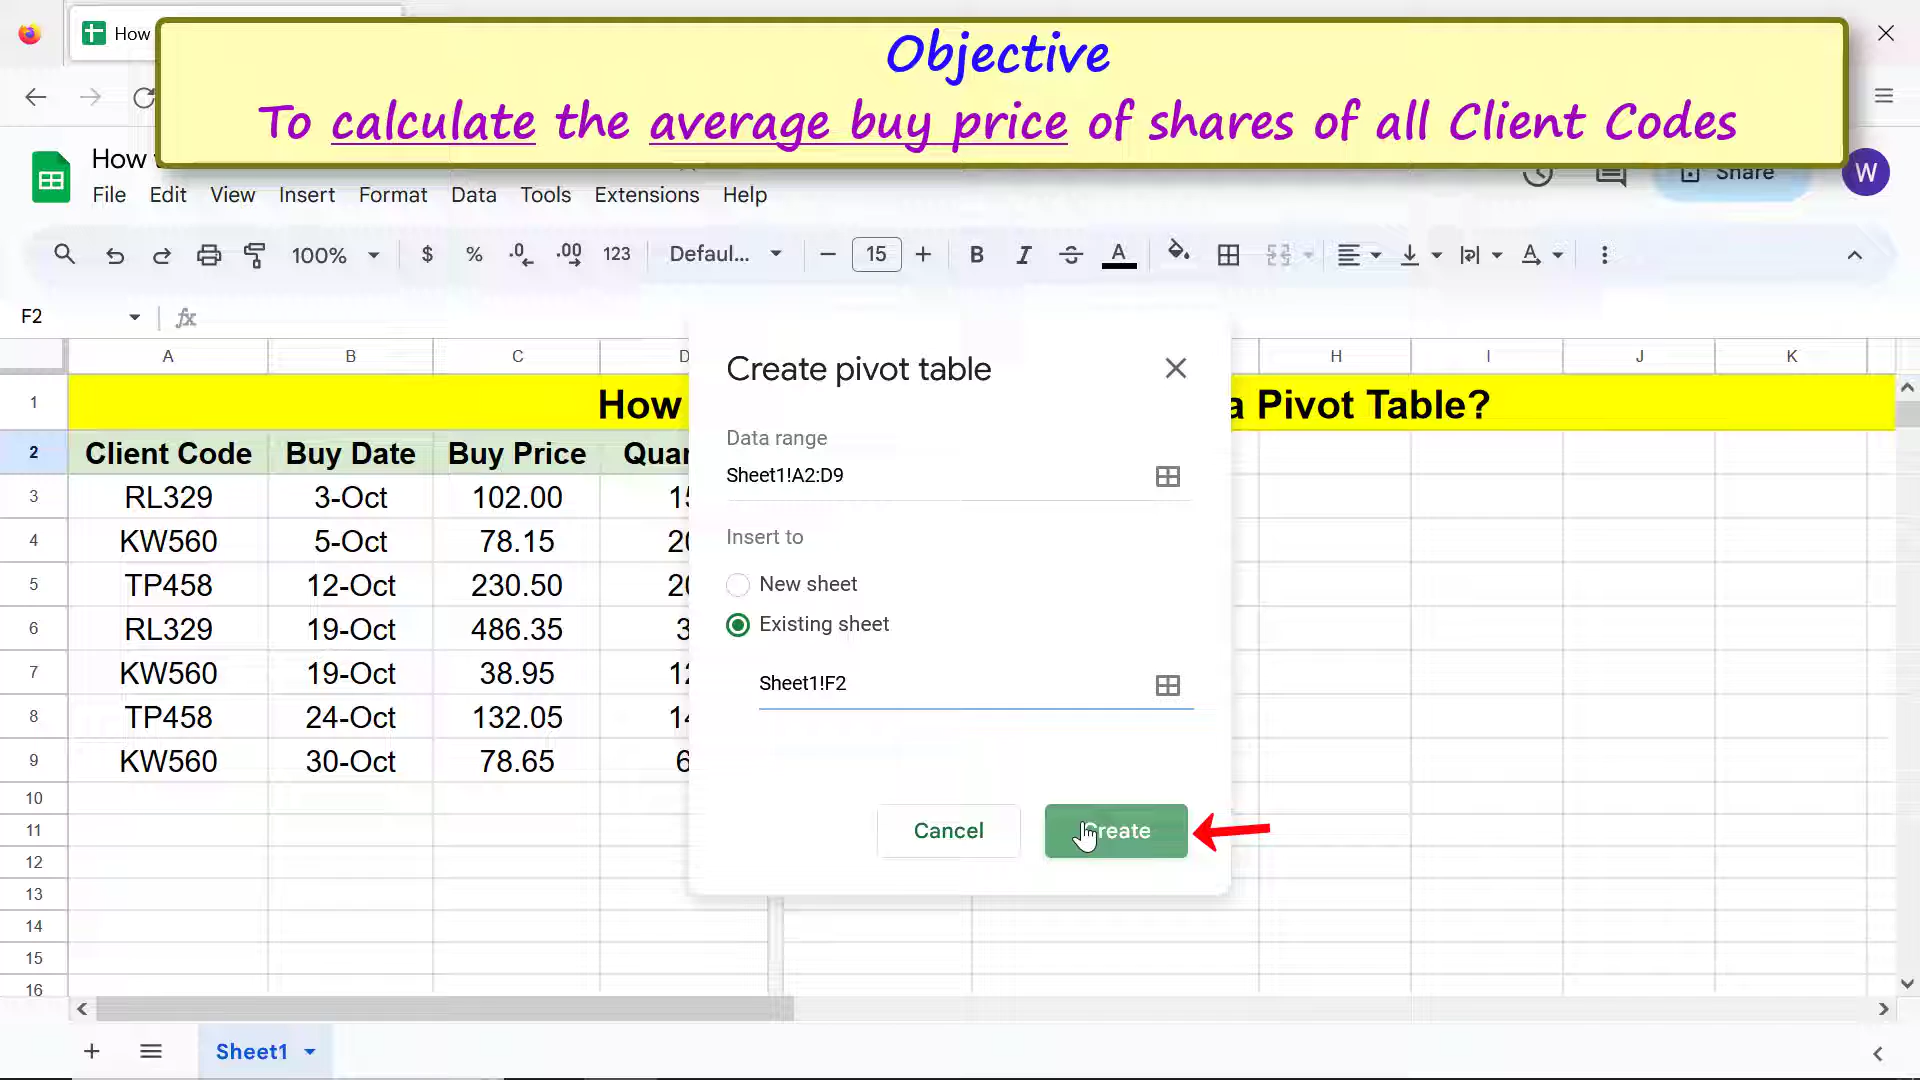 How
Objective
To calculate the average buy price of shares of all Client Codes
How
Share
W
File Edit View Insert Format Data Tools Extensions Help
100% $ % .0 .00 123 Defaul... 15 B I S A A
F2 fx
A B C D H I J K
1 How a Pivot Table?
2 Client Code Buy Date Buy Price
3 RL329 3-Oct 102.00
4 KW560 5-Oct 78.15
5 TP458 12-Oct 230.50
6 RL329 19-Oct 486.35
7 KW560 19-Oct 38.95
8 TP458 24-Oct 132.05
9 KW560 30-Oct 78.65
10
11
12
13
14
15
16
Create pivot table
Data range
Sheet1!A2:D9
Insert to
New sheet
Existing sheet
Sheet1!F2
Cancel Create
Sheet1